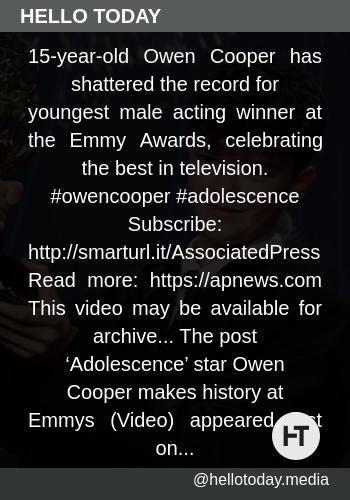 HELLO TODAY
15-year-old Owen Cooper has
shattered the record for
youngest male acting winner at
the Emmy Awards, celebrating
the best in television.
#owencooper #adolescence
Subscribe:
http://smarturl.it/AssociatedPress
Read more: https://apnews.com
This video may be available for
archive... The post
‘Adolescence’ star Owen
Cooper makes history at
Emmys (Video) appeared
on...
HT
@hellotoday.media